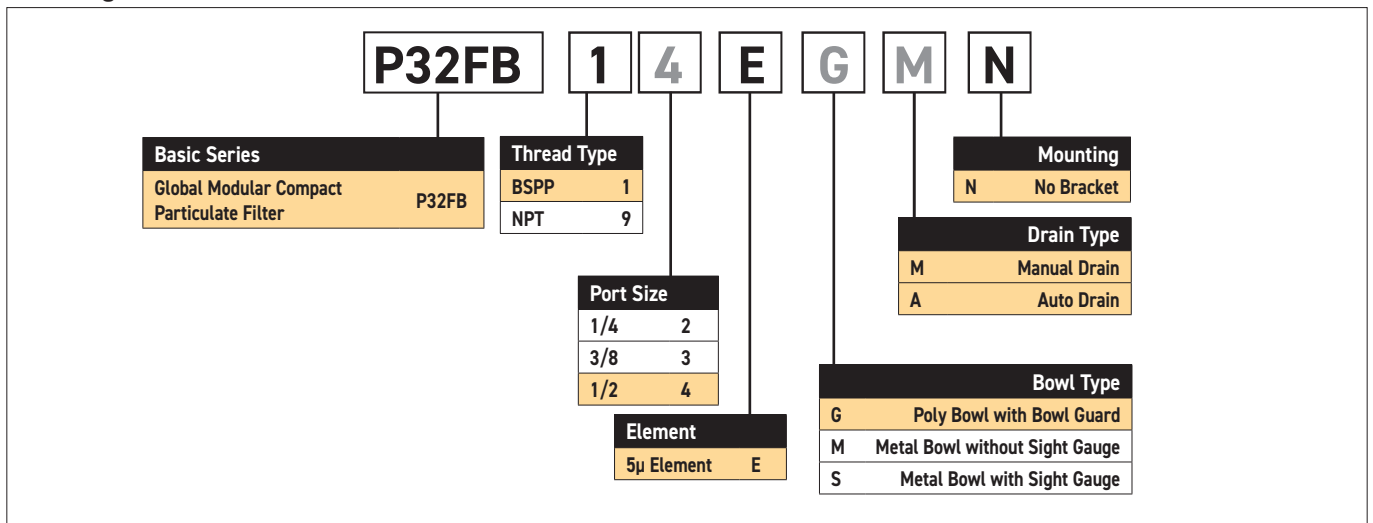 P32FB 1 4 E G M N
Basic Series
Global Modular Compact
Particulate Filter P32FB
Thread Type
BSPP 1
NPT 9
Mounting
N No Bracket
Drain Type
M Manual Drain
A Auto Drain
Port Size
1/4 2
3/8 3
1/2 4
Bowl Type
G Poly Bowl with Bowl Guard
M Metal Bowl without Sight Gauge
S Metal Bowl with Sight Gauge
Element
5µ Element E